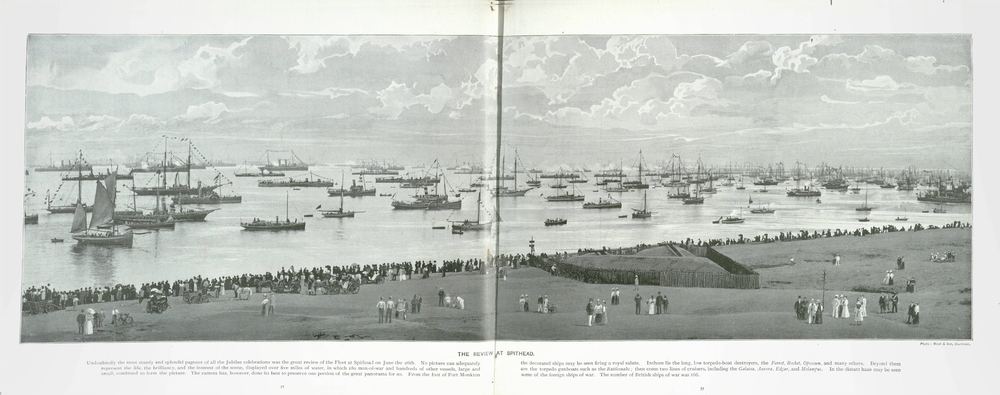 Photo: West & Son, Southsea.
THE REVIEW AT SPITHEAD.
Undoubtedly the most stately and splendid pageant of all the Jubilee celebrations was the great review of the Fleet at Spithead on June the 26th. No picture can adequately
represent the life, the brilliancy, and the interest of the scene, displayed over five miles of water, in which 160 men-of-war and hundreds of other vessels, large and
small, combined to form the picture. The camera has, however, done its best to preserve one portion of the great panorama for us. From the foot of Fort Monckton
the decorated ships may be seen firing a royal salute. Inshore lie the long, low torpedo-boat destroyers, the Ferret, Rocket, Opossum, and many others. Beyond them
are the torpedo gunboats such as the Rattlesnake; then come two lines of cruisers, including the Galatea, Aurora, Edgar, and Melampus. In the distant haze may be seen
some of the foreign ships of war. The number of British ships of war was 166.